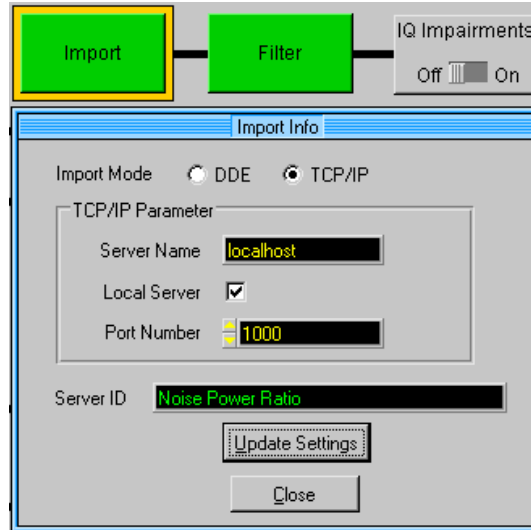 Import
Filter
IQ Impairments
Off On
Import Info
Import Mode DDE TCP/IP
TCP/IP Parameter
Server Name localhost
Local Server
Port Number 1000
Server ID Noise Power Ratio
Update Settings
Close